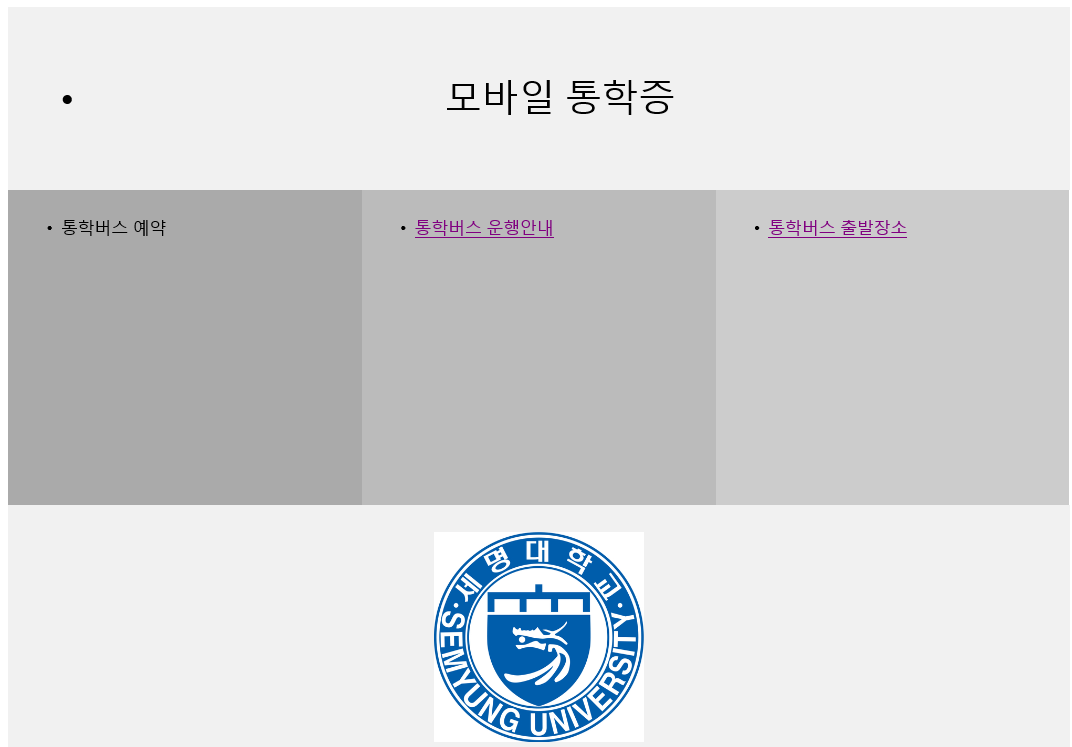 모바일 통학증
통학버스 예약
통학버스 운행안내
통학버스 출발장소
·세명대학교·
SEMYUNG UNIVERSITY